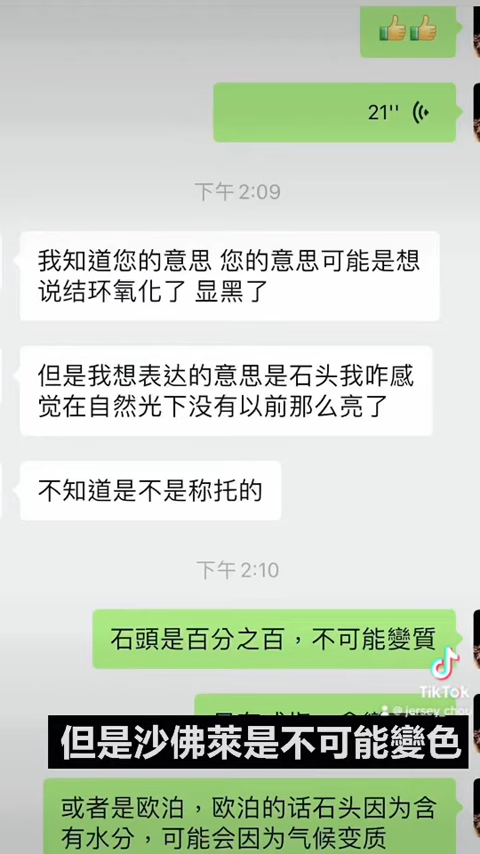 👍👍
21''
下午 2:09
我知道您的意思 您的意思可能是想
说结环氧化了 显黑了
但是我想表达的意思是石头我咋感
觉在自然光下没有以前那么亮了
不知道是不是称托的
下午 2:10
石頭是百分之百，不可能變質
TikTok
@jersey_choi
但是沙佛萊是不可能變色
或者是欧泊，欧泊的话石头因为含
有水分，可能会因为气候变质